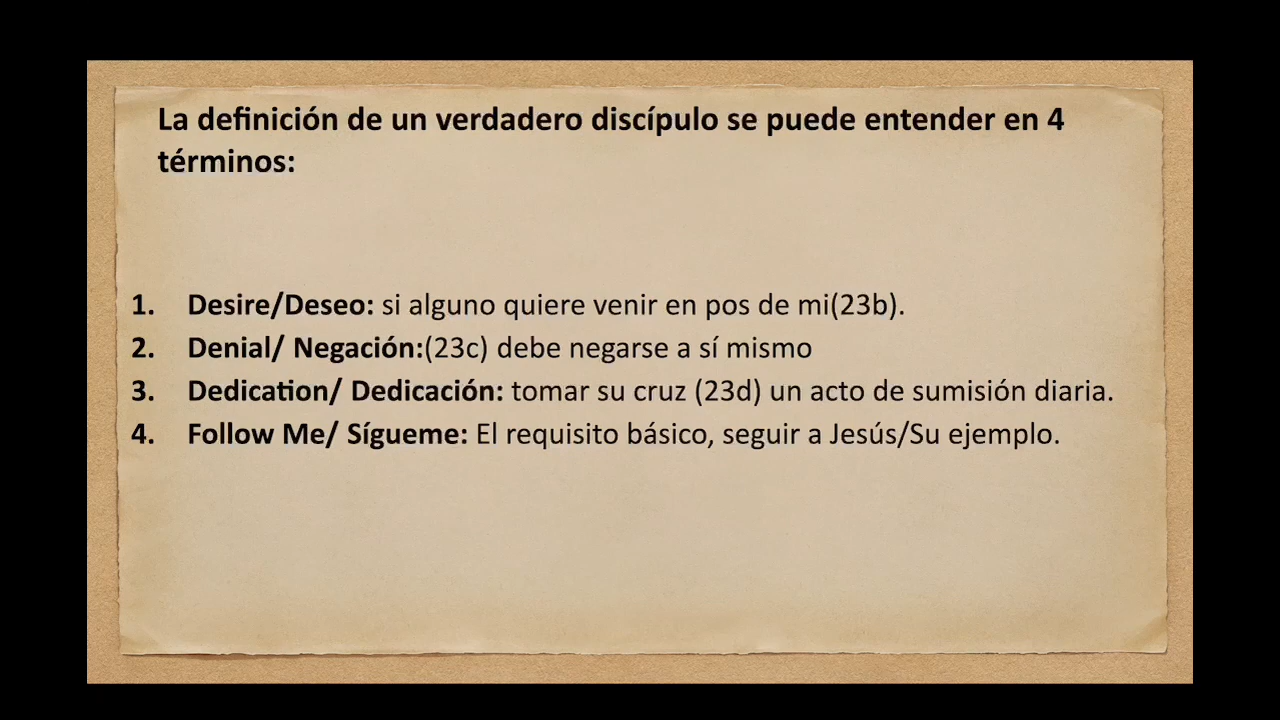 La definición de un verdadero discípulo se puede entender en 4
términos:
1. Desire/Deseo: si alguno quiere venir en pos de mi(23b).
2. Denial/ Negación:(23c) debe negarse a sí mismo
3. Dedication/ Dedicación: tomar su cruz (23d) un acto de sumisión diaria.
4. Follow Me/ Sígueme: El requisito básico, seguir a Jesús/Su ejemplo.